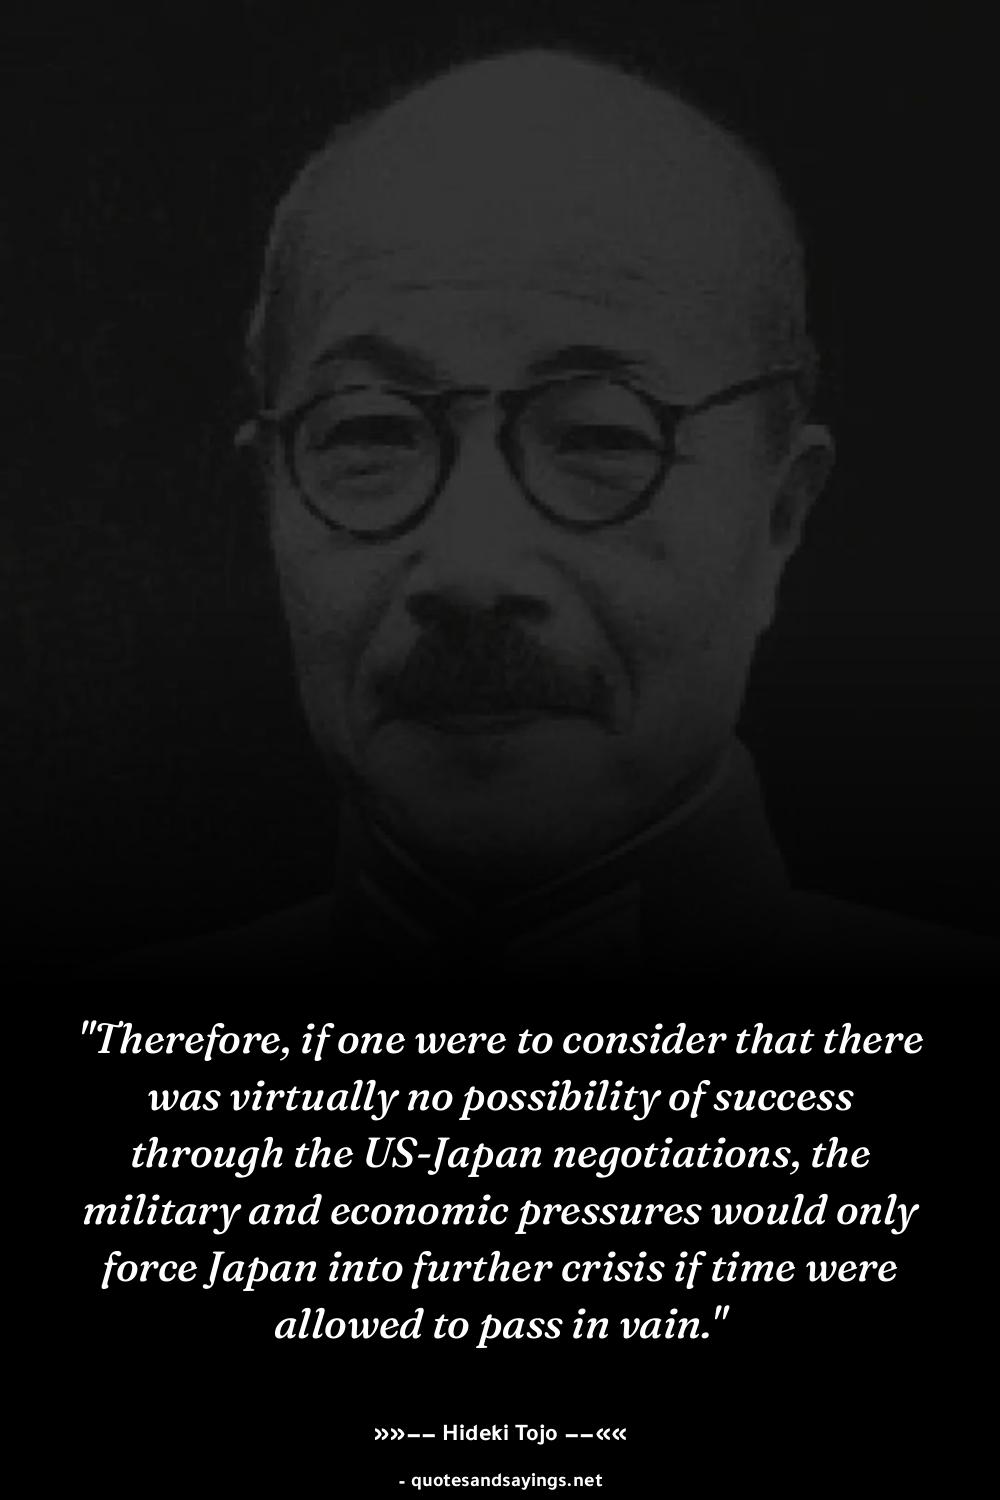 "Therefore, if one were to consider that there
was virtually no possibility of success
through the US-Japan negotiations, the
military and economic pressures would only
force Japan into further crisis if time were
allowed to pass in vain."
»»–– Hideki Tojo ––««
- quotesandsayings.net